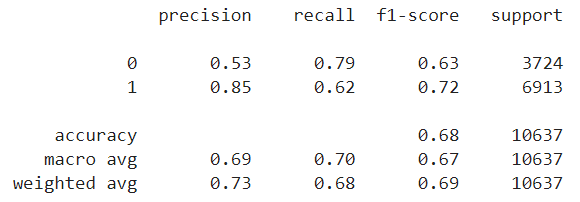 precision recall f1-score support
0 0.53 0.79 0.63 3724
1 0.85 0.62 0.72 6913
accuracy 0.68 10637
macro avg 0.69 0.70 0.67 10637
weighted avg 0.73 0.68 0.69 10637